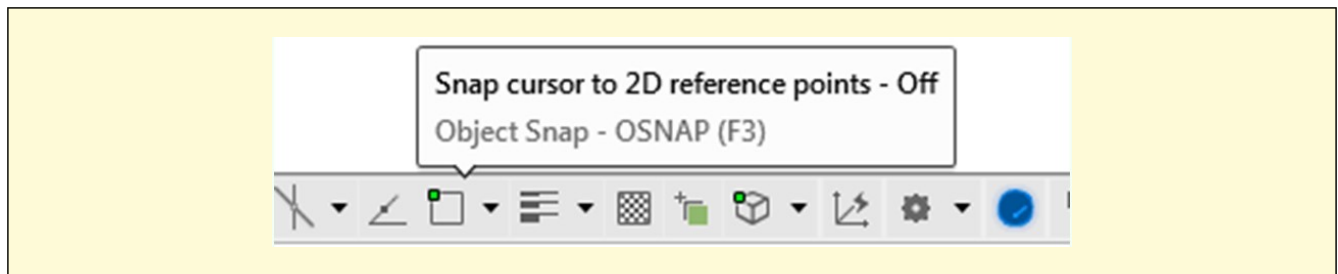 Snap cursor to 2D reference points - Off
Object Snap - OSNAP (F3)